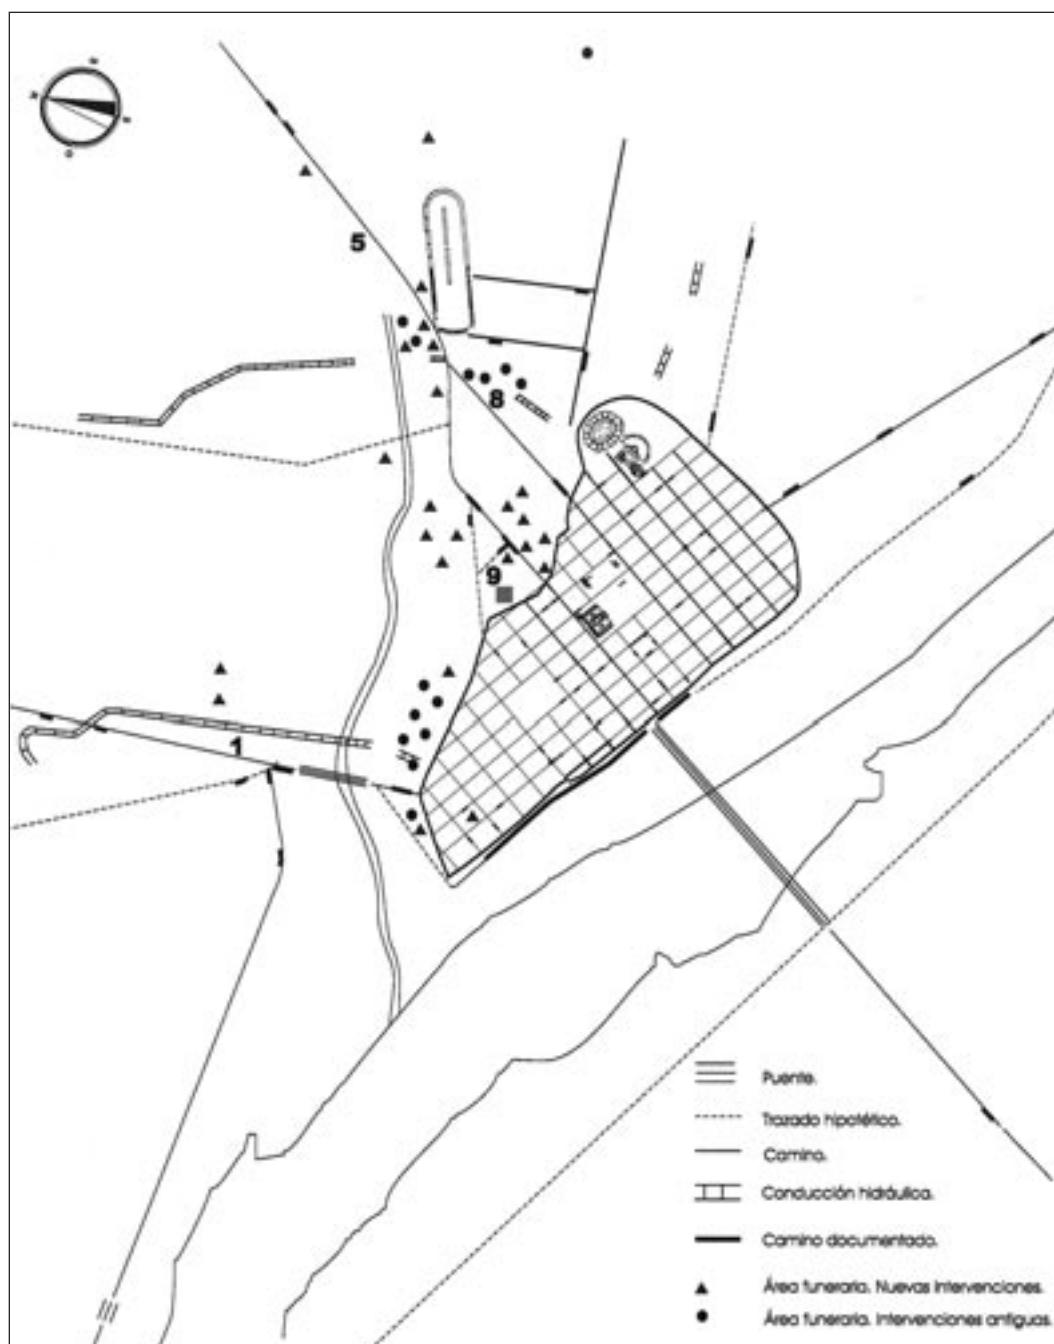 5
8
9
1
Puente.
Trazado hipotético.
Camino.
Conducción hidráulica.
Camino documentado.
Área funeraria. Nuevas intervenciones.
Área funeraria. Intervenciones antiguas.